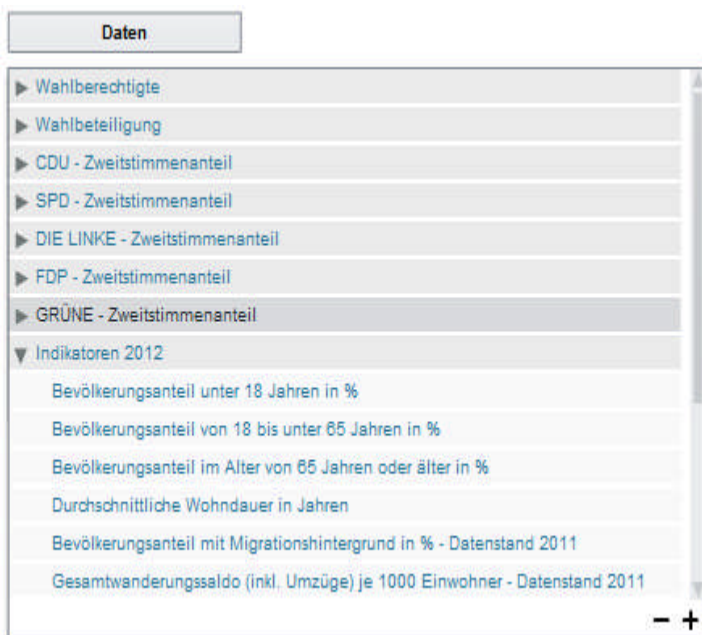 Daten
Wahlberechtigte
Wahlbeteiligung
CDU - Zweitstimmenanteil
SPD - Zweitstimmenanteil
DIE LINKE - Zweitstimmenanteil
FDP - Zweitstimmenanteil
GRÜNE - Zweitstimmenanteil
Indikatoren 2012
Bevölkerungsanteil unter 18 Jahren in %
Bevölkerungsanteil von 18 bis unter 65 Jahren in %
Bevölkerungsanteil im Alter von 65 Jahren oder älter in %
Durchschnittliche Wohndauer in Jahren
Bevölkerungsanteil mit Migrationshintergrund in % - Datenstand 2011
Gesamtwanderungssaldo (inkl. Umzüge) je 1000 Einwohner - Datenstand 2011